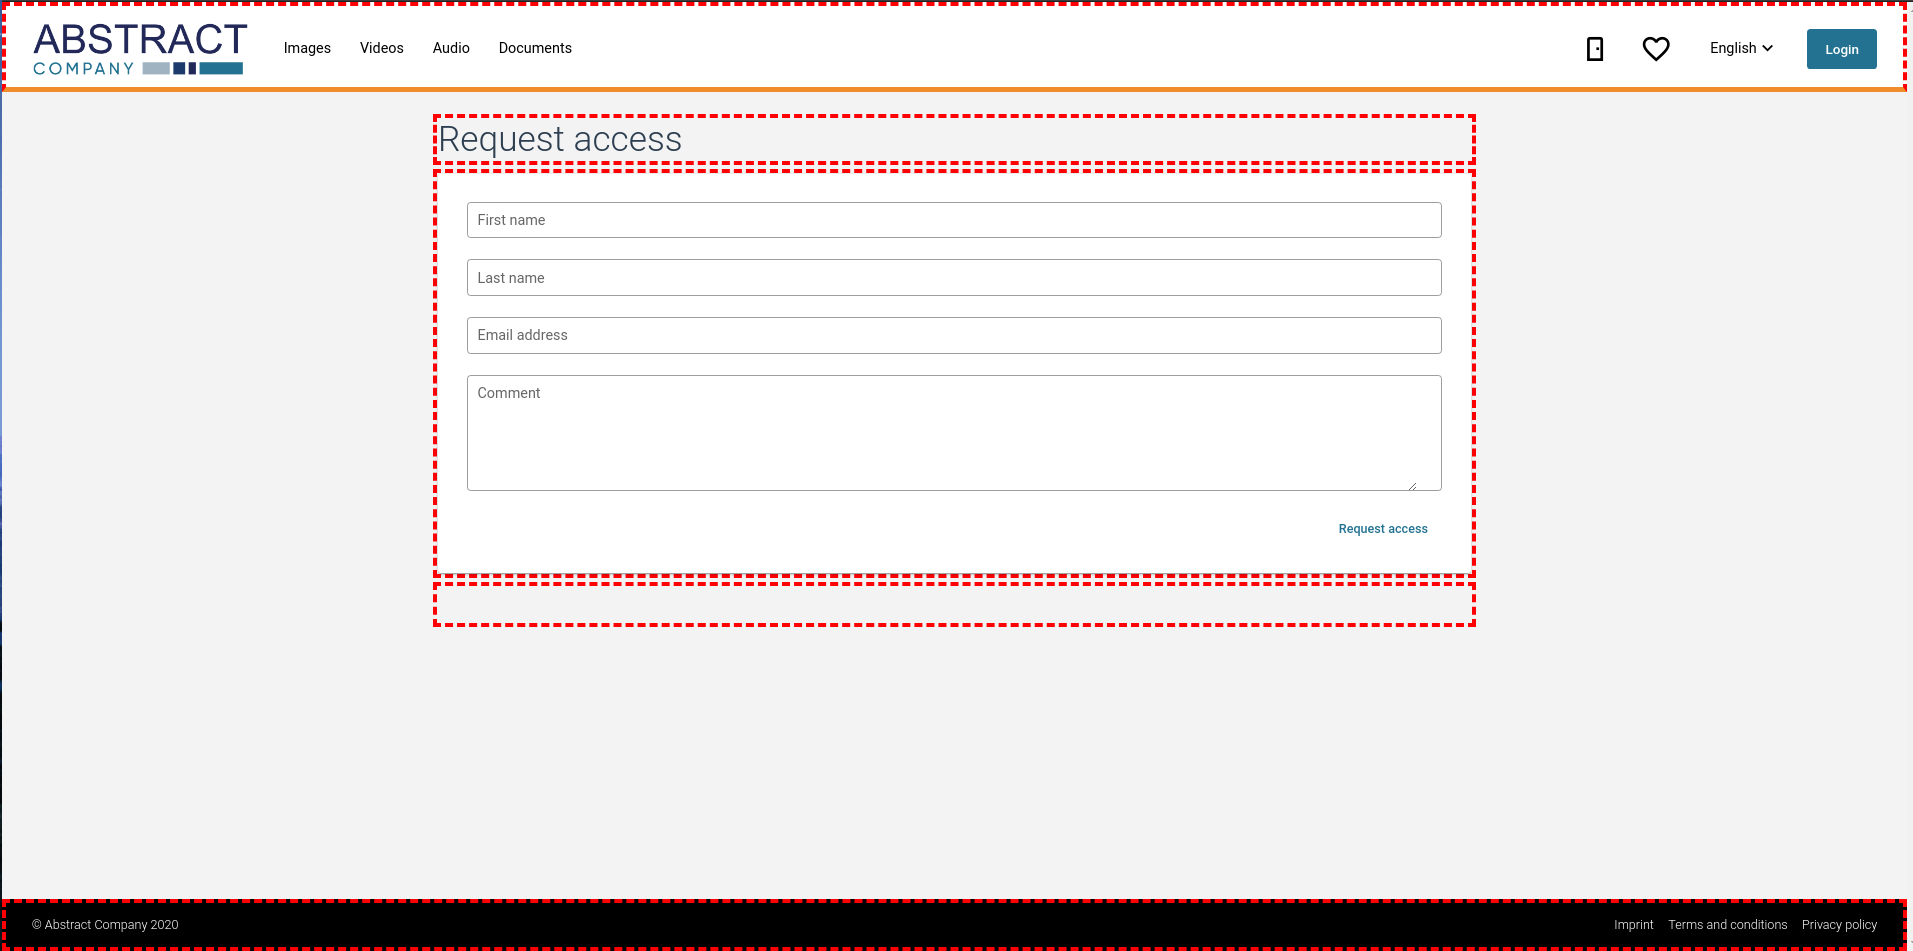 ABSTRACT
COMPANY
Images Videos Audio Documents
English
Login
Request access
First name
Last name
Email address
Comment
Request access
© Abstract Company 2020
Imprint Terms and conditions Privacy policy